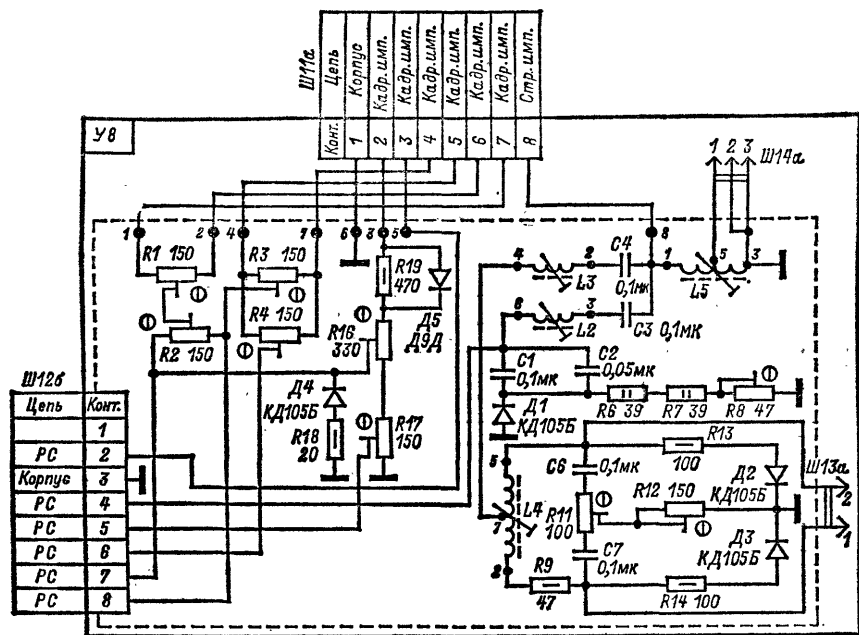 У8
Ш11а
Конт. Цепь
1 Корпус
2 Кадр.имп.
3 Кадр.имп.
4 Кадр.имп.
5 Кадр.имп.
6 Кадр.имп.
7 Кадр.имп.
8 Стр.имп.
1 2 3 Ш14а
1 2 4 7 6 3 5 8
R1 150
R3 150
R2 150
R4 150
R19
470
Д5
Д9Д
R16
330
R17
150
Д4
КД105Б
R18
20
4 2 C4
L3 0,1мк
1 5 3
L5
6 3
L2 C3 0,1мк
C1
0,1мк
C2
0,05мк
Д1
КД105Б
R6 39 R7 39 R8 47
R13
100
C6 0,1мк
Д2
КД105Б
R12 150
R11
100
5
L4
7
2
C7
0,1мк
Д3
КД105Б
R9
47
R14 100
Ш13а
2
1
Ш12б
Цепь Конт.
1
РС 2
Корпус 3
РС 4
РС 5
РС 6
РС 7
РС 8